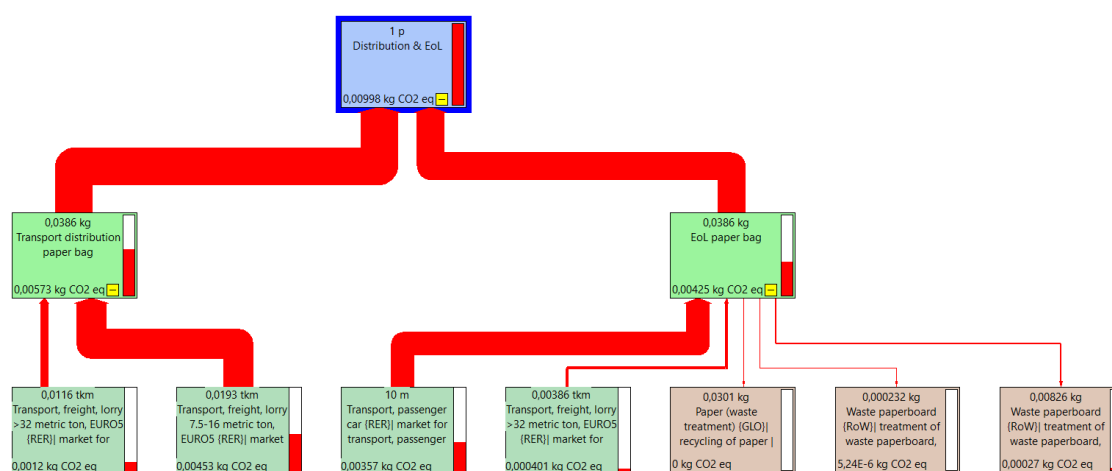 1 p
Distribution & EoL
0,00998 kg CO2 eq
0,0386 kg
Transport distribution
paper bag
0,00573 kg CO2 eq
0,0386 kg
EoL paper bag
0,00425 kg CO2 eq
0,0116 tkm
Transport, freight, lorry
>32 metric ton, EURO5
{RER}| market for
0,0012 kg CO2 eq
0,0193 tkm
Transport, freight, lorry
7.5-16 metric ton,
EURO5 {RER}| market
0,00453 kg CO2 eq
10 m
Transport, passenger
car {RER}| market for
transport, passenger
0,00357 kg CO2 eq
0,00386 tkm
Transport, freight, lorry
>32 metric ton, EURO5
{RER}| market for
0,000401 kg CO2 eq
0,0301 kg
Paper (waste
treatment) {GLO}|
recycling of paper |
0 kg CO2 eq
0,000232 kg
Waste paperboard
{RoW}| treatment of
waste paperboard,
5,24E-6 kg CO2 eq
0,00826 kg
Waste paperboard
{RoW}| treatment of
waste paperboard,
0,00027 kg CO2 eq